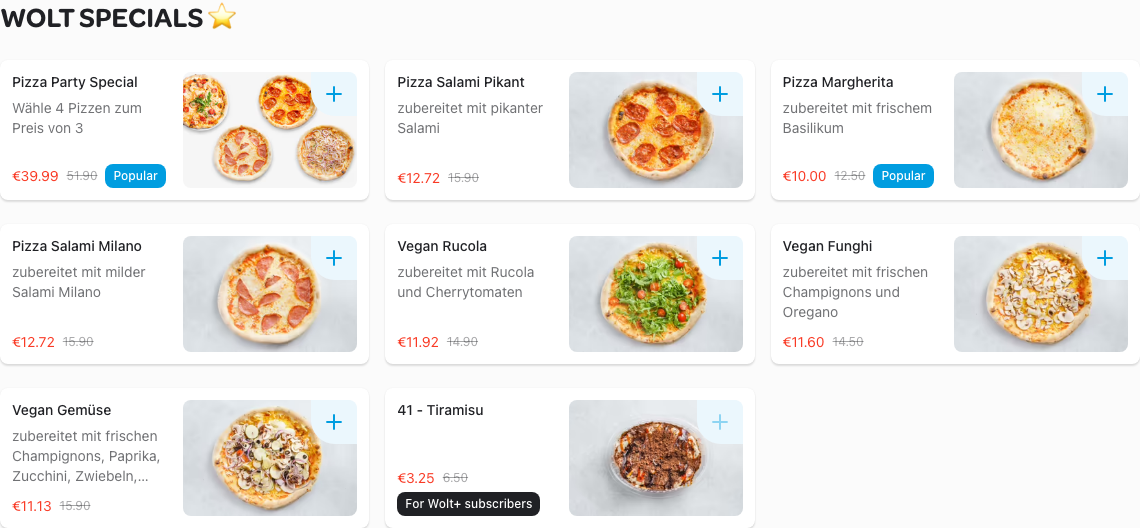 WOLT SPECIALS ⭐
Pizza Party Special
Wähle 4 Pizzen zum
Preis von 3
€39.99 51.90 Popular
Pizza Salami Pikant
zubereitet mit pikanter
Salami
€12.72 15.90
Pizza Margherita
zubereitet mit frischem
Basilikum
€10.00 12.50 Popular
Pizza Salami Milano
zubereitet mit milder
Salami Milano
€12.72 15.90
Vegan Rucola
zubereitet mit Rucola
und Cherrytomaten
€11.92 14.90
Vegan Funghi
zubereitet mit frischen
Champignons und
Oregano
€11.60 14.50
Vegan Gemüse
zubereitet mit frischen
Champignons, Paprika,
Zucchini, Zwiebeln,...
€11.13 15.90
41 - Tiramisu
€3.25 6.50
For Wolt+ subscribers